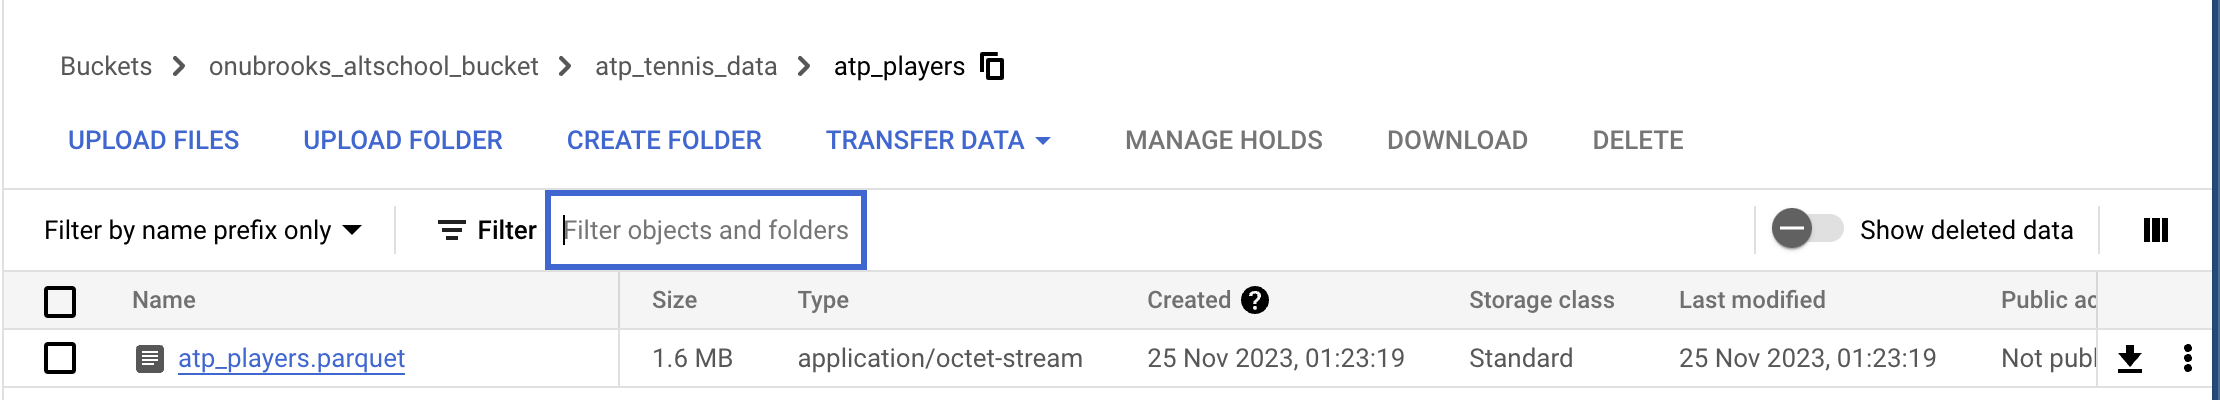 Buckets > onubrooks_altschool_bucket > atp_tennis_data > atp_players
UPLOAD FILES UPLOAD FOLDER CREATE FOLDER TRANSFER DATA MANAGE HOLDS DOWNLOAD DELETE
Filter by name prefix only Filter Filter objects and folders Show deleted data
Name Size Type Created ? Storage class Last modified Public ac
atp_players.parquet 1.6 MB application/octet-stream 25 Nov 2023, 01:23:19 Standard 25 Nov 2023, 01:23:19 Not publ